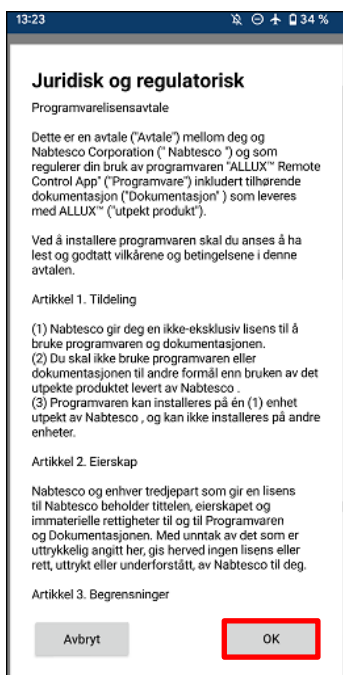 13:23 34 %
Juridisk og regulatorisk
Programvarelisensavtale
Dette er en avtale ("Avtale") mellom deg og
Nabtesco Corporation (" Nabtesco ") og som
regulerer din bruk av programvaren "ALLUX™ Remote
Control App" ("Programvare") inkludert tilhørende
dokumentasjon ("Dokumentasjon" ) som leveres
med ALLUX™ ("utpekt produkt").
Ved å installere programvaren skal du anses å ha
lest og godtatt vilkårene og betingelsene i denne
avtalen.
Artikkel 1. Tildeling
(1) Nabtesco gir deg en ikke-eksklusiv lisens til å
bruke programvaren og dokumentasjonen.
(2) Du skal ikke bruke programvaren eller
dokumentasjonen til andre formål enn bruken av det
utpekte produktet levert av Nabtesco .
(3) Programvaren kan installeres på én (1) enhet
utpekt av Nabtesco , og kan ikke installeres på andre
enheter.
Artikkel 2. Eierskap
Nabtesco og enhver tredjepart som gir en lisens
til Nabtesco beholder tittelen, eierskapet og
immaterielle rettigheter til og til Programvaren
og Dokumentasjonen. Med unntak av det som er
uttrykkelig angitt her, gis herved ingen lisens eller
rett, uttrykt eller underforstått, av Nabtesco til deg.
Artikkel 3. Begrensninger
Avbryt OK